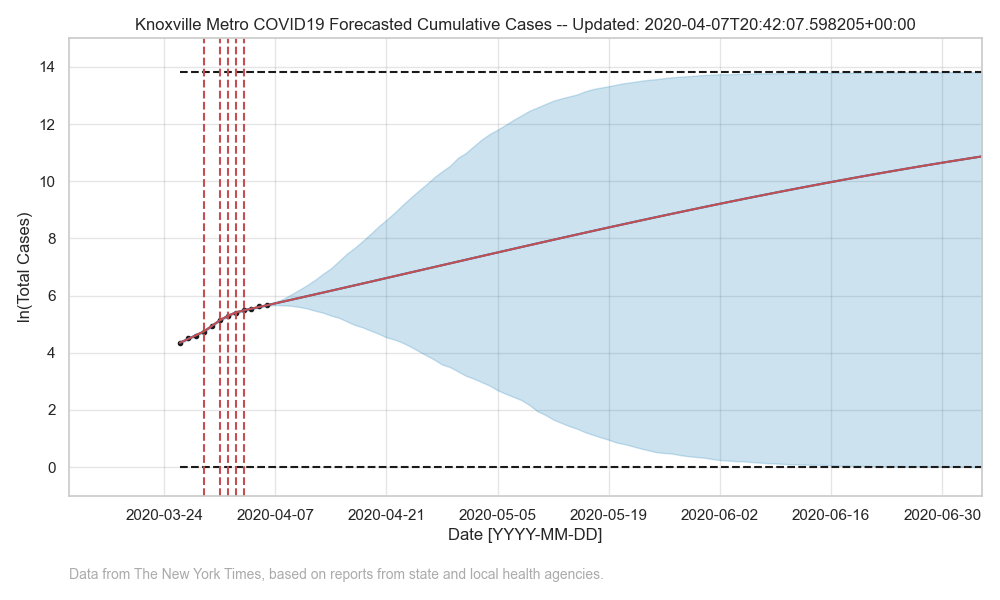 Knoxville Metro COVID19 Forecasted Cumulative Cases -- Updated: 2020-04-07T20:42:07.598205+00:00
ln(Total Cases)
14
12
10
8
6
4
2
0
2020-03-24 2020-04-07 2020-04-21 2020-05-05 2020-05-19 2020-06-02 2020-06-16 2020-06-30
Date [YYYY-MM-DD]
Data from The New York Times, based on reports from state and local health agencies.